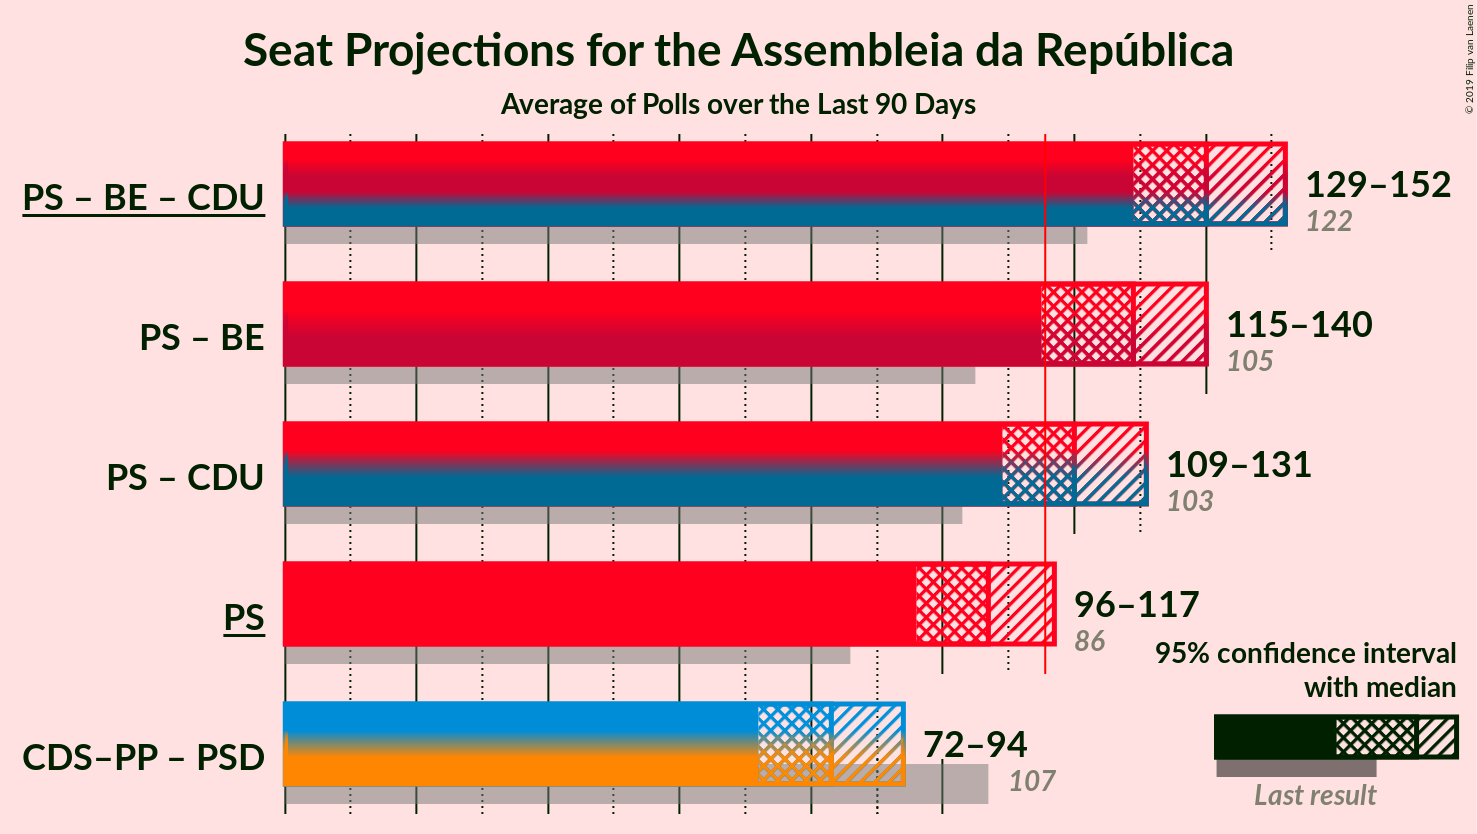 Seat Projections for the Assembleia da República
Average of Polls over the Last 90 Days
© 2019 Filip van Laenen
PS – BE – CDU
129–152
122
PS – BE
115–140
105
PS – CDU
109–131
103
PS
96–117
86
95% confidence interval
with median
Last result
CDS–PP – PSD
72–94
107